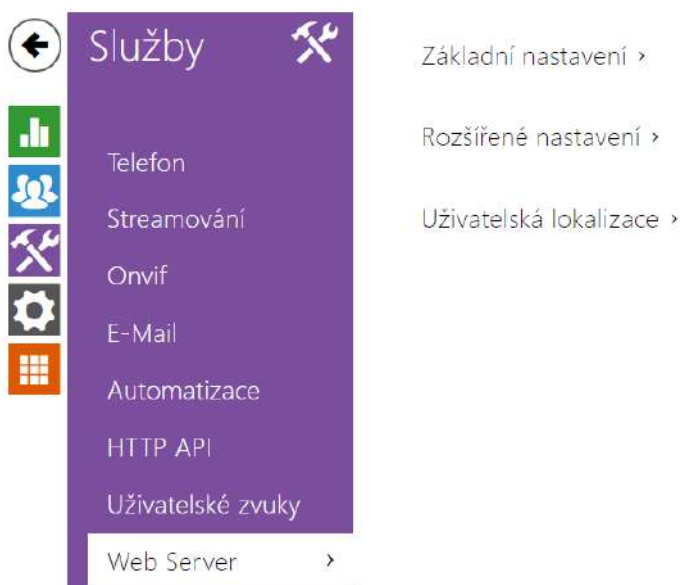 Služby
Telefon
Streamování
Onvif
E-Mail
Automatizace
HTTP API
Uživatelské zvuky
Web Server ›
Základní nastavení ›
Rozšířené nastavení ›
Uživatelská lokalizace ›